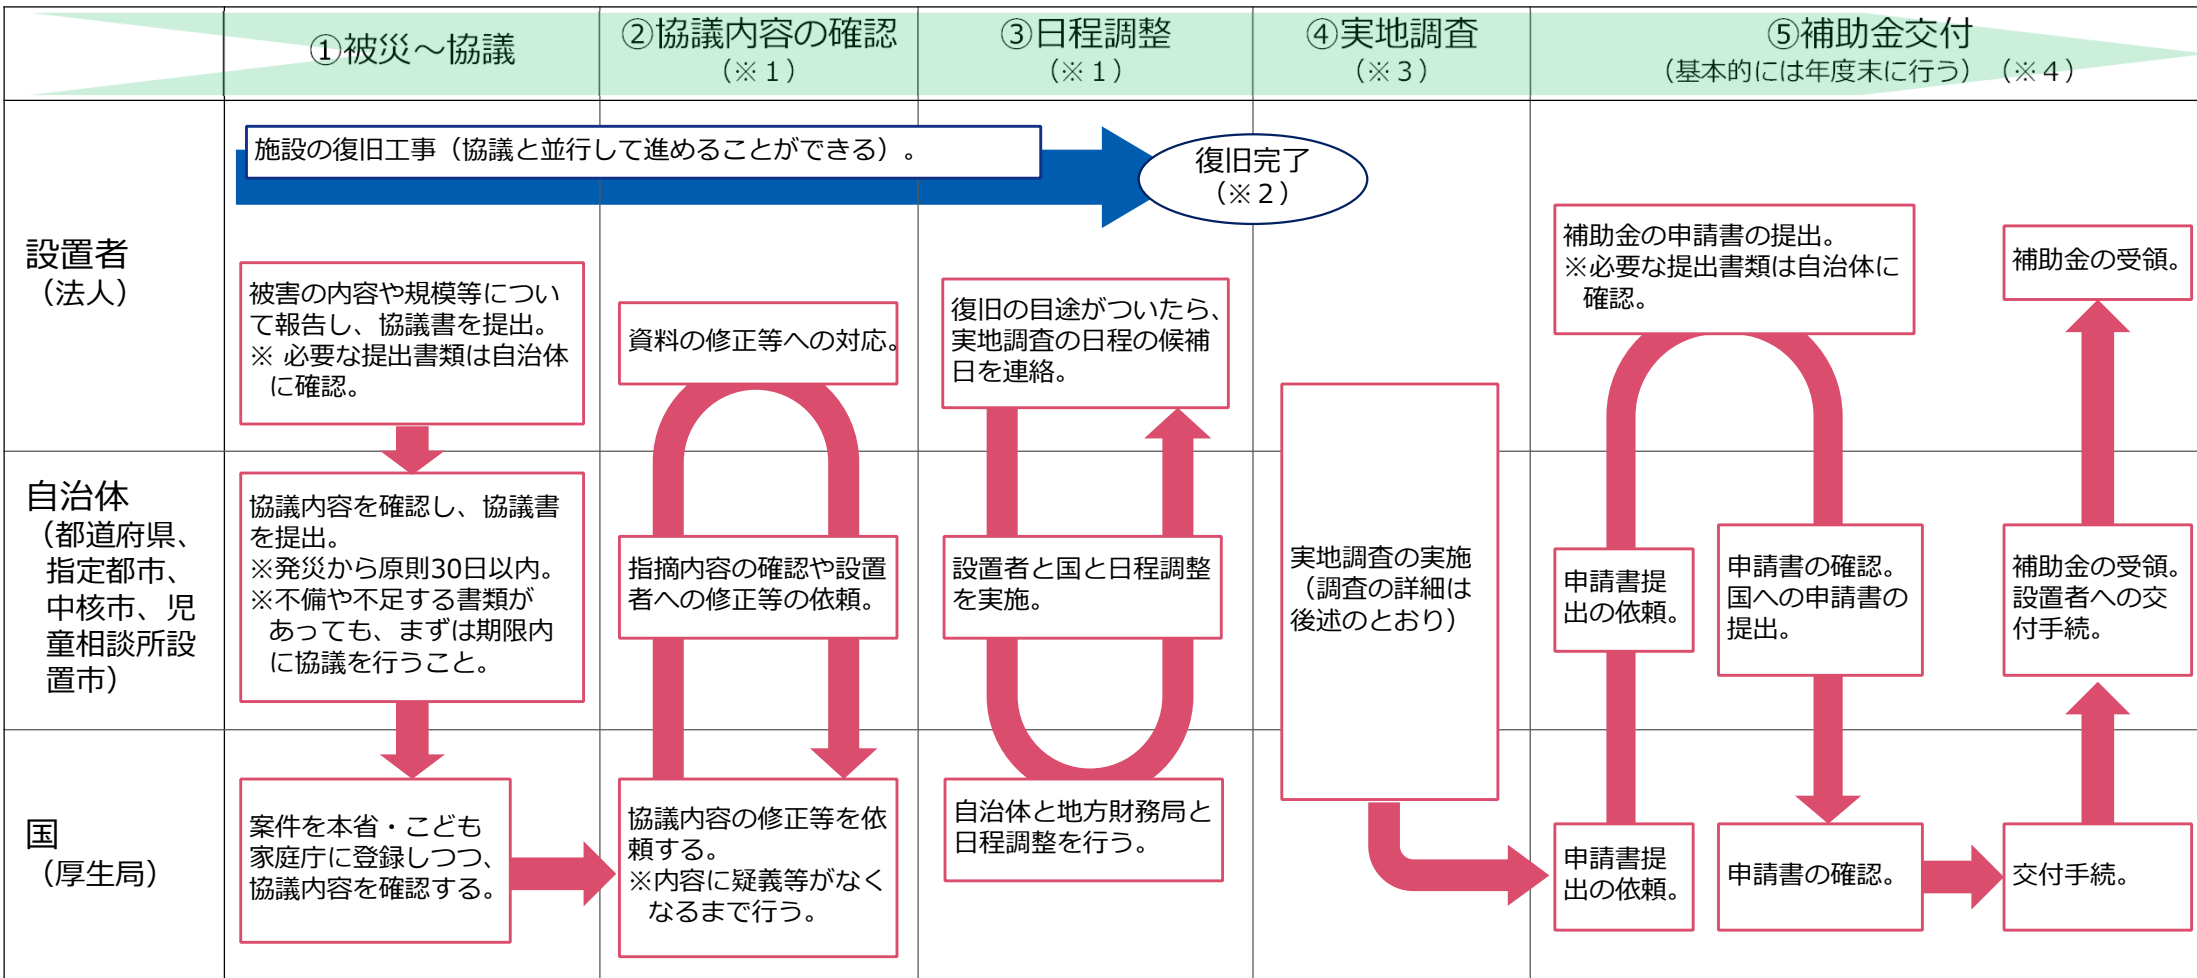 ①被災～協議
②協議内容の確認
（※１）
③日程調整
（※１）
④実地調査
（※３）
⑤補助金交付
（基本的には年度末に行う）（※４）
設置者
（法人）
施設の復旧工事（協議と並行して進めることができる）。
復旧完了
（※２）
被害の内容や規模等につい
て報告し、協議書を提出。
※ 必要な提出書類は自治体
に確認。
資料の修正等への対応。
復旧の目途がついたら、
実地調査の日程の候補
日を連絡。
補助金の申請書の提出。
※必要な提出書類は自治体に
確認。
補助金の受領。
自治体
（都道府県、
指定都市、
中核市、児
童相談所設
置市）
協議内容を確認し、協議書
を提出。
※発災から原則30日以内。
※不備や不足する書類が
あっても、まずは期限内
に協議を行うこと。
指摘内容の確認や設置
者への修正等の依頼。
設置者と国と日程調整
を実施。
実地調査の実施
（調査の詳細は
後述のとおり）
申請書提
出の依頼。
申請書の確認。
国への申請書の
提出。
補助金の受領。
設置者への交
付手続。
国
（厚生局）
案件を本省・こども
家庭庁に登録しつつ、
協議内容を確認する。
協議内容の修正等を依
頼する。
※内容に疑義等がなく
なるまで行う。
自治体と地方財務局と
日程調整を行う。
申請書提
出の依頼。
申請書の確認。
交付手続。